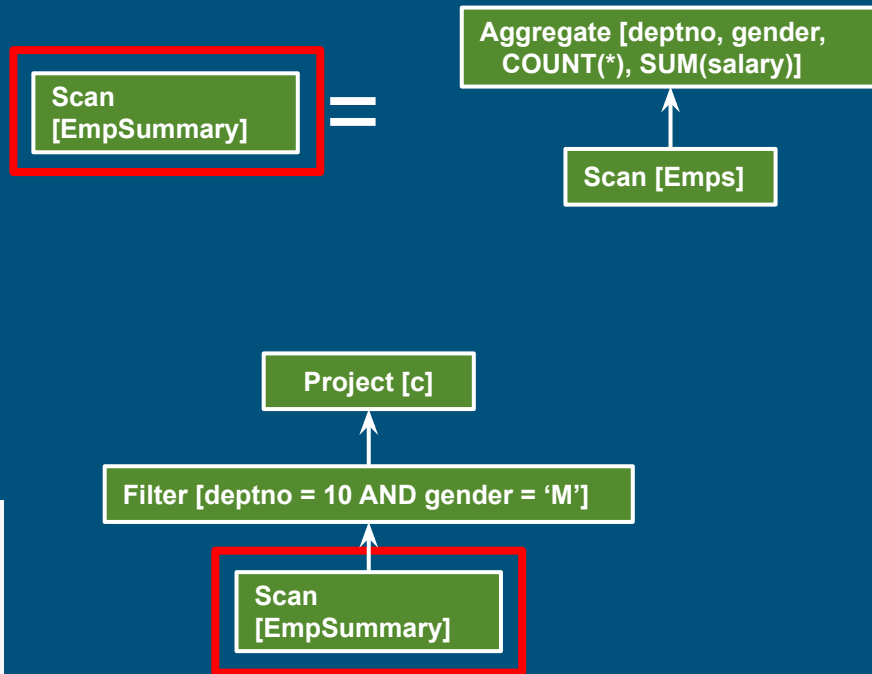 Aggregate [deptno, gender,
COUNT(*), SUM(salary)]
Scan
[EmpSummary]
=
Scan [Emps]
Project [c]
Filter [deptno = 10 AND gender = ‘M’]
Scan
[EmpSummary]